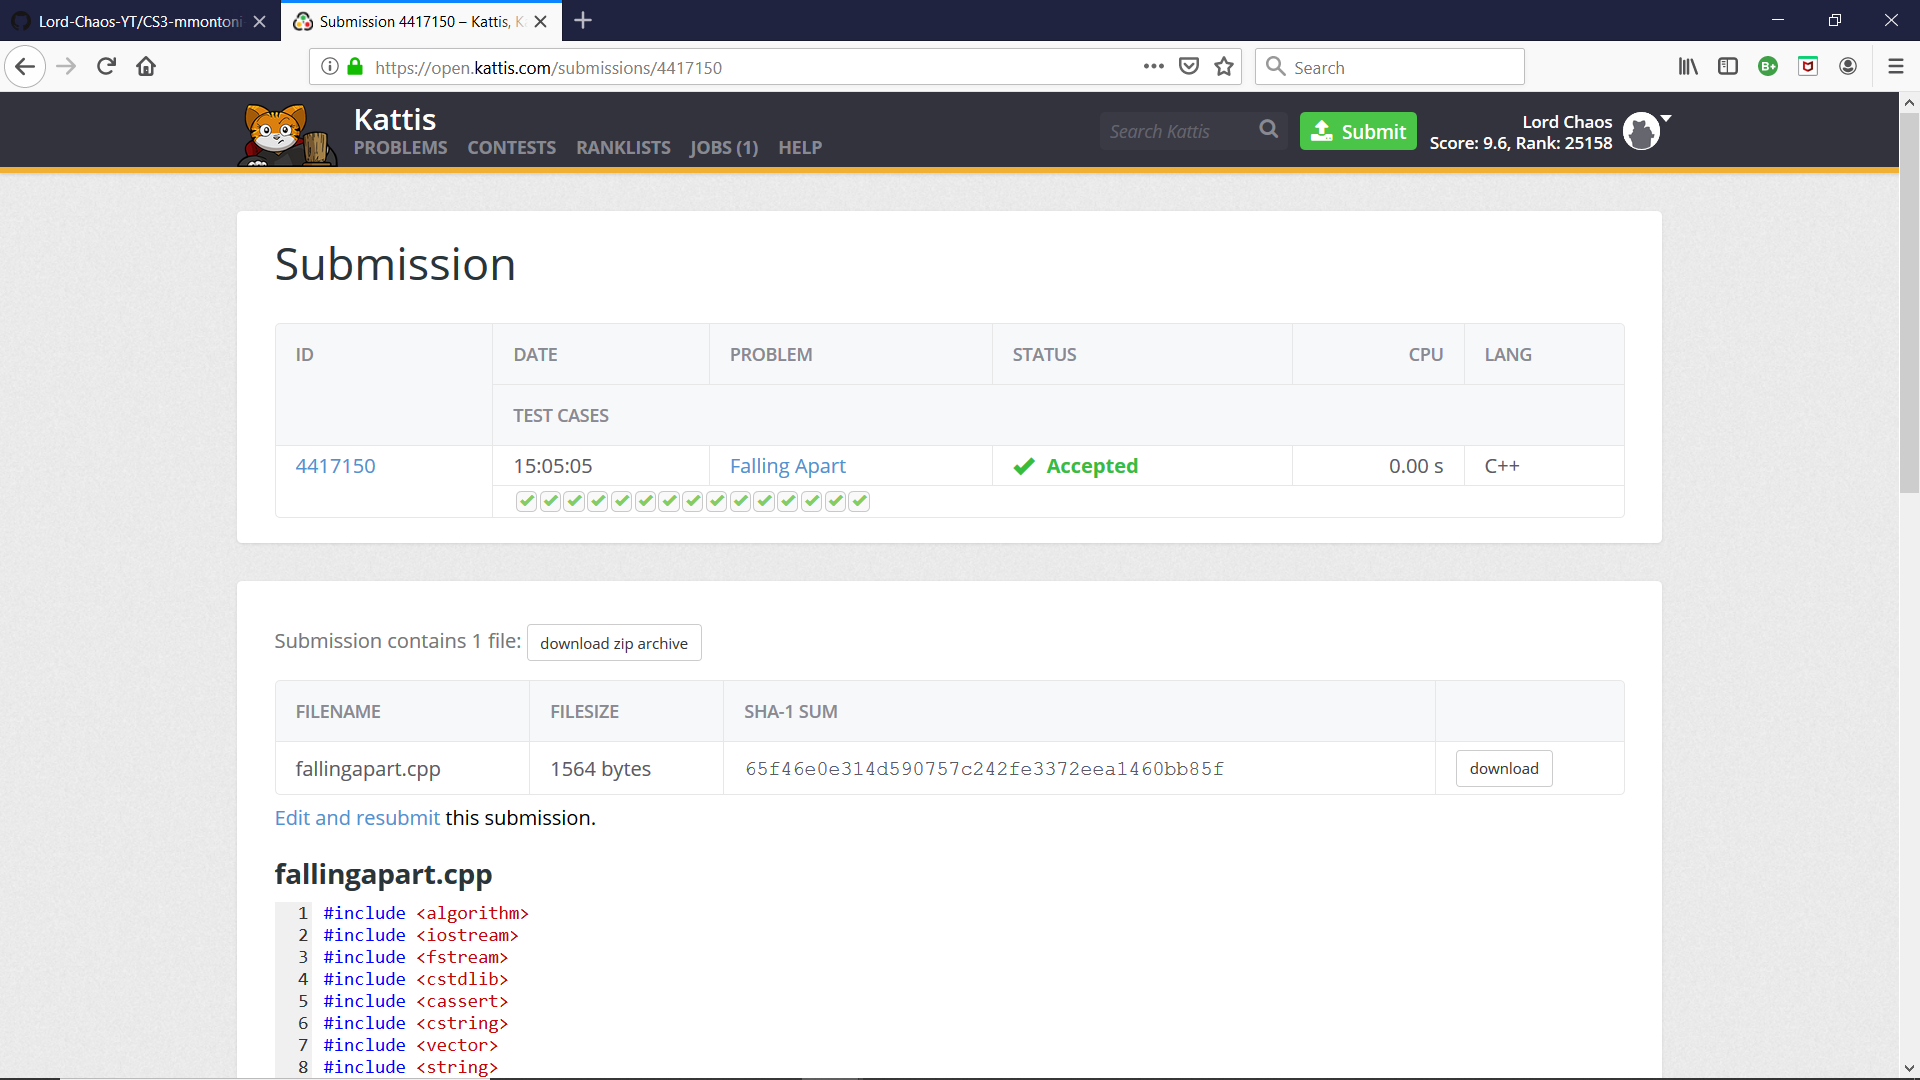 Lord-Chaos-YT/CS3-mmontoni
Submission 4417150 – Kattis, K
https://open.kattis.com/submissions/4417150
Search
Kattis
PROBLEMS CONTESTS RANKLISTS JOBS (1) HELP
Search Kattis
Submit
Lord Chaos
Score: 9.6, Rank: 25158
Submission
ID DATE PROBLEM STATUS CPU LANG
TEST CASES
4417150 15:05:05 Falling Apart Accepted 0.00 s C++
Submission contains 1 file: download zip archive
FILENAME FILESIZE SHA-1 SUM
fallingapart.cpp 1564 bytes 65f46e0e314d590757c242fe3372eea1460bb85f download
Edit and resubmit this submission.
fallingapart.cpp
1 #include <algorithm>
2 #include <iostream>
3 #include <fstream>
4 #include <cstdlib>
5 #include <cassert>
6 #include <cstring>
7 #include <vector>
8 #include <string>